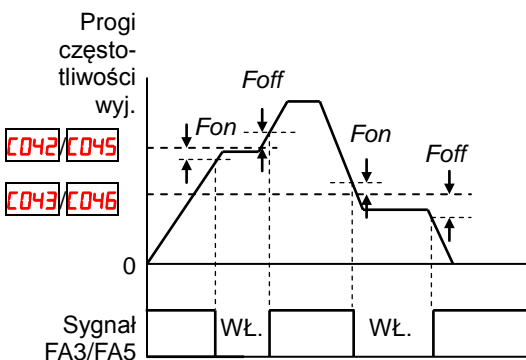 Progi
często-
tliwości
wyj.
Foff
Fon
Fon
Foff
C042/C045
C043/C046
0
Sygnał
FA3/FA5
WŁ.
WŁ.